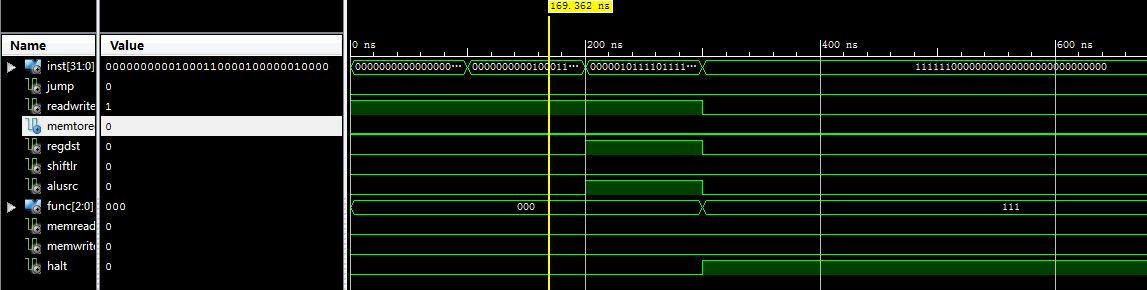 169.362 ns
Name Value 0 ns 200 ns 400 ns 600 ns
inst[31:0] 00000000001000110000100000010000 0000000000000000··· 0000000000100011··· 0000010111101111··· 11111100000000000000000000000000
jump 0
readwrite 1
memtore 0
regdst 0
shiftlr 0
alusrc 0
func[2:0] 000 000 111
memread 0
memwrite 0
halt 0